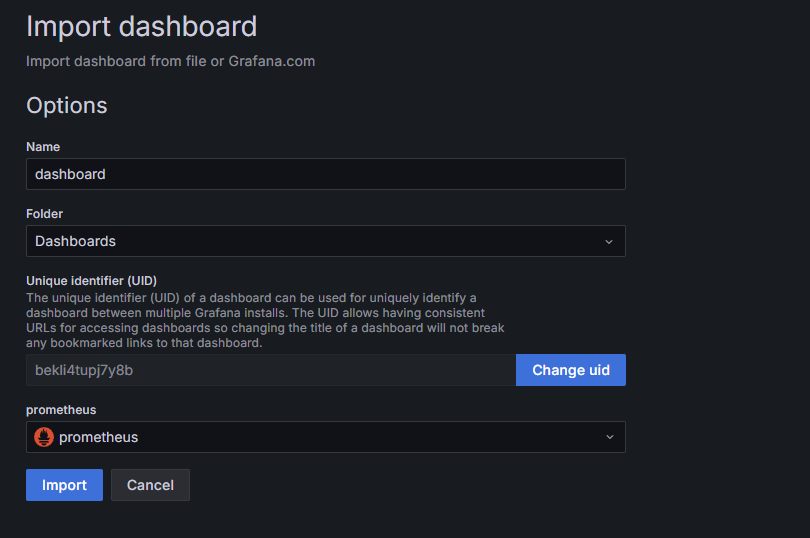 Import dashboard
Import dashboard from file or Grafana.com
Options
Name
dashboard
Folder
Dashboards
Unique identifier (UID)
The unique identifier (UID) of a dashboard can be used for uniquely identify a
dashboard between multiple Grafana installs. The UID allows having consistent
URLs for accessing dashboards so changing the title of a dashboard will not break
any bookmarked links to that dashboard.
bekli4tupj7y8b Change uid
prometheus
prometheus
Import Cancel